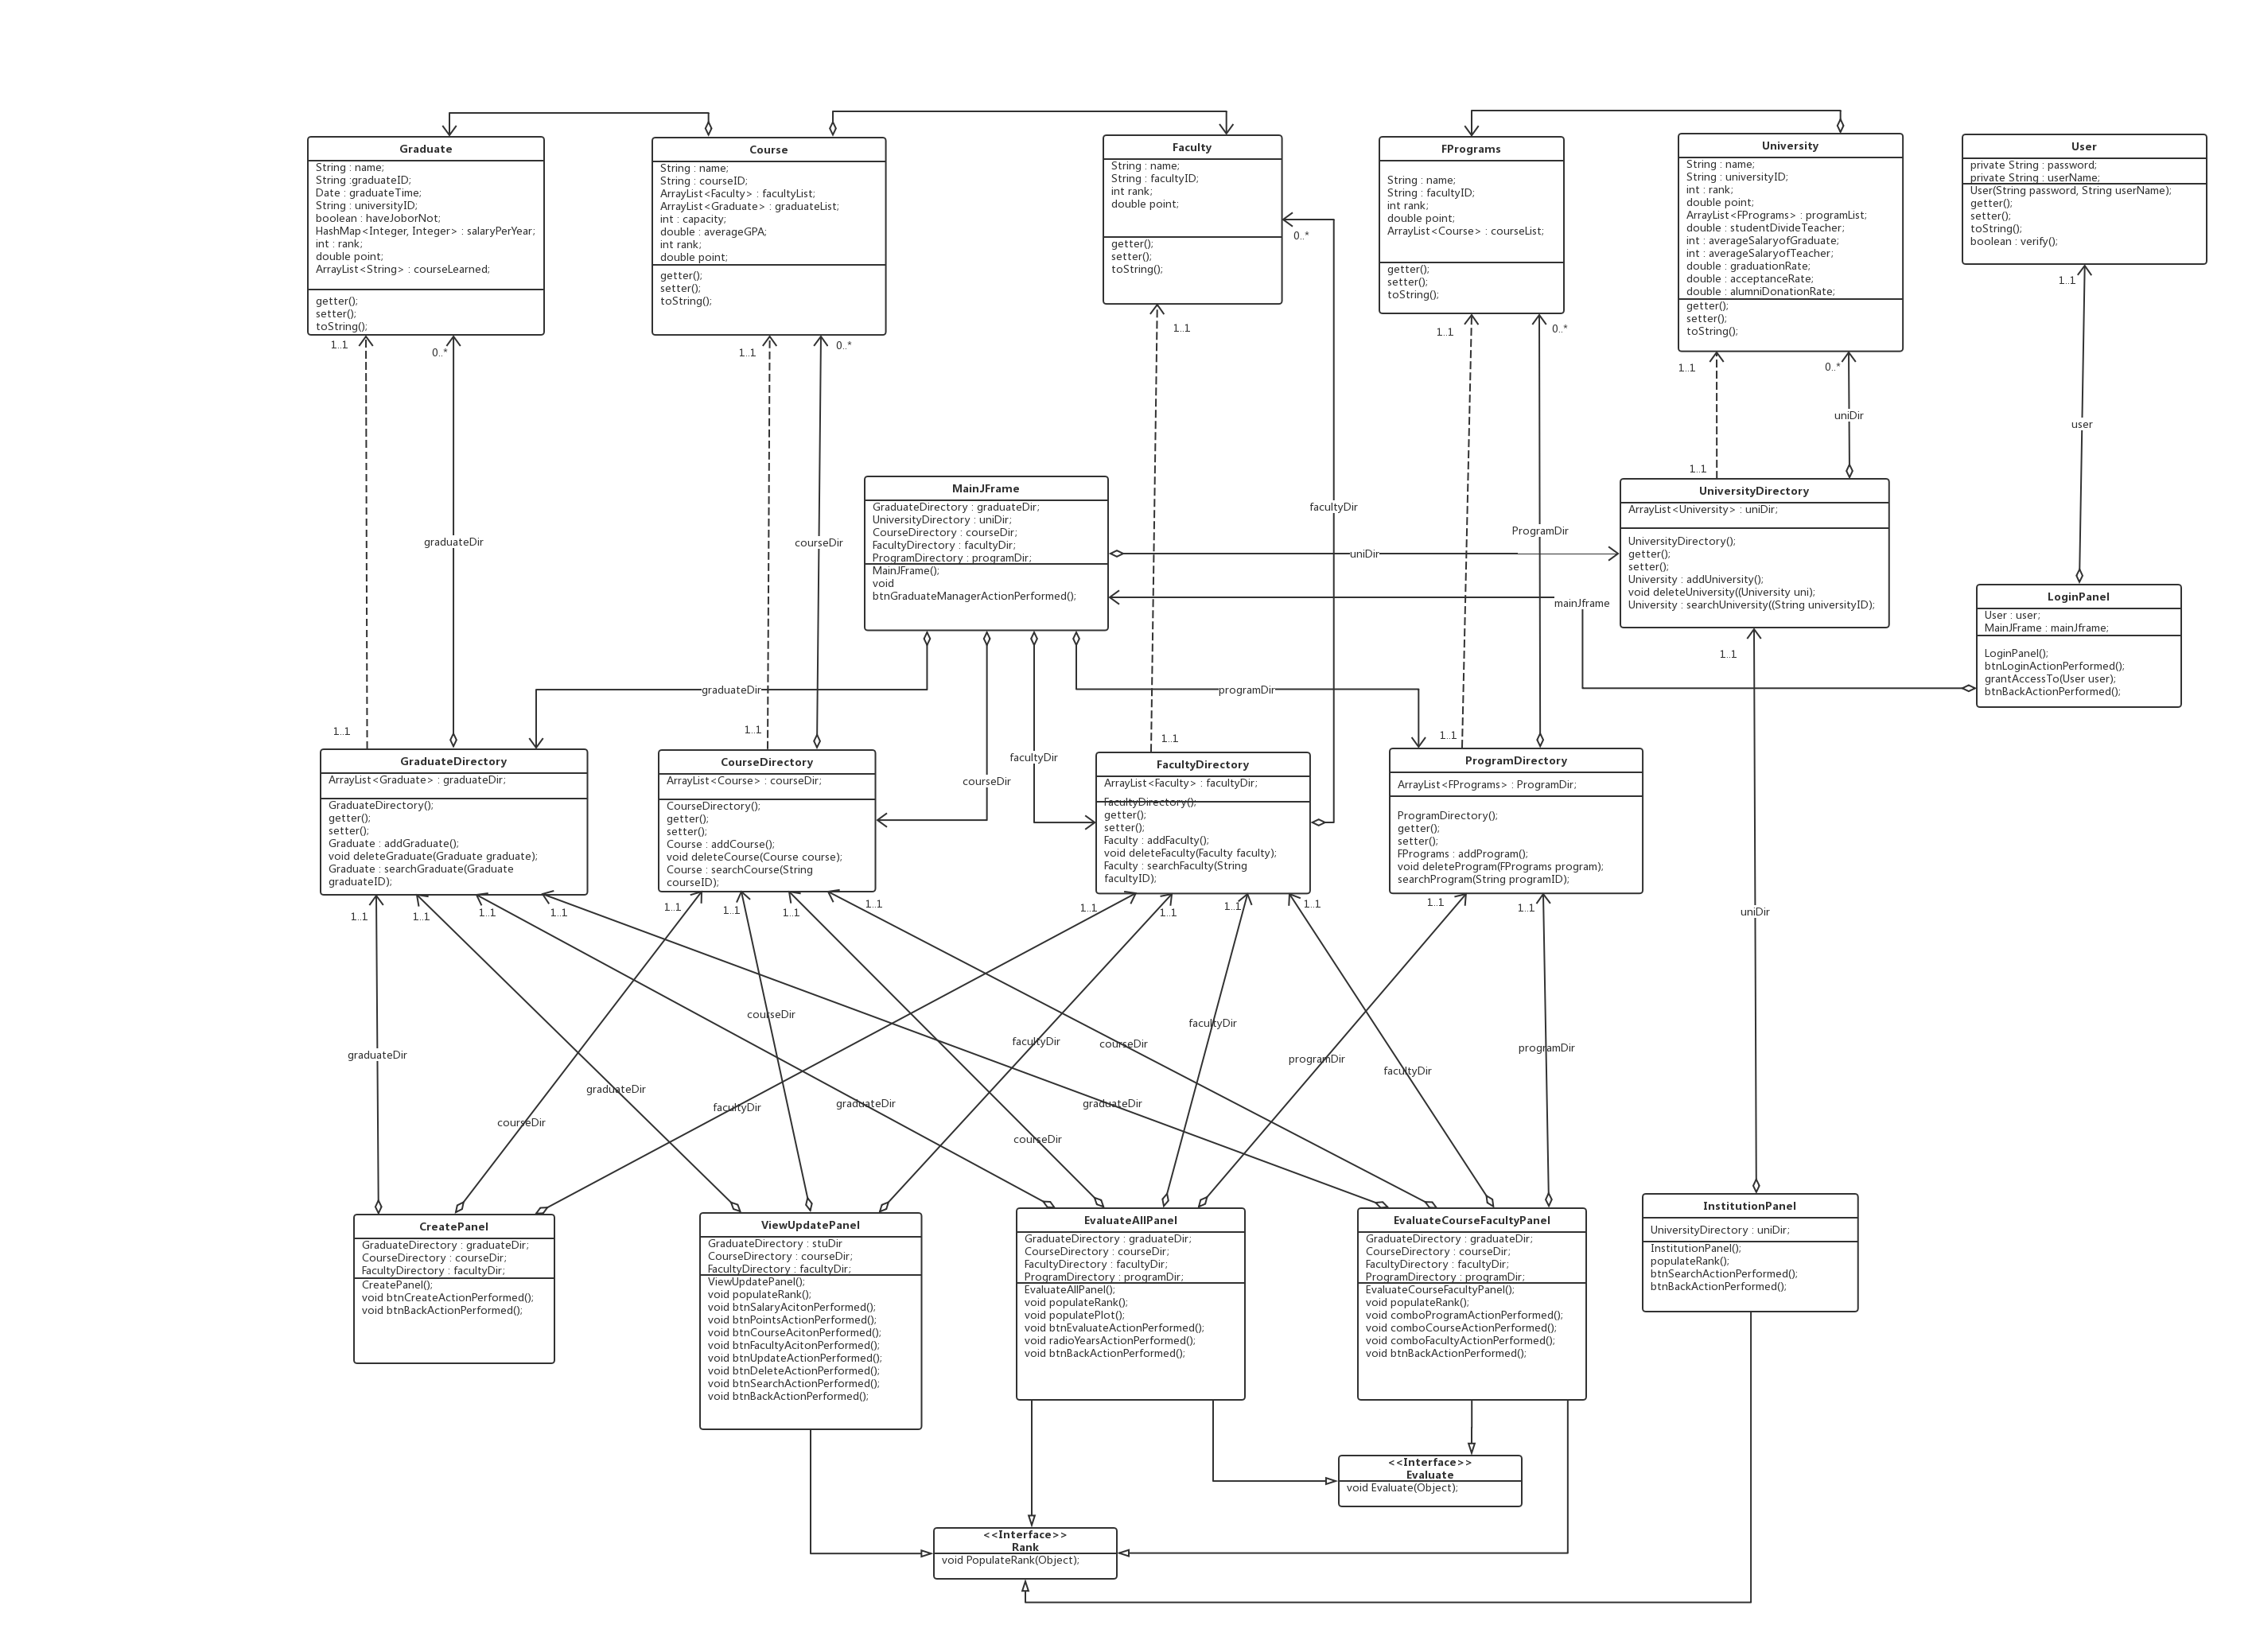 Graduate
String : name;
String :graduateID;
Date : graduateTime;
String : universityID;
boolean : haveJoborNot;
HashMap<Integer, Integer> : salaryPerYear;
int : rank;
double point;
ArrayList<String> : courseLearned;
getter();
setter();
toString();
Course
String : name;
String : courseID;
ArrayList<Faculty> : facultyList;
ArrayList<Graduate> : graduateList;
int : capacity;
double : averageGPA;
int rank;
double point;
getter();
setter();
toString();
Faculty
String : name;
String : facultyID;
int rank;
double point;
getter();
setter();
toString();
FPrograms
String : name;
String : facultyID;
int rank;
double point;
ArrayList<Course> : courseList;
getter();
setter();
toString();
University
String : name;
String : universityID;
int : rank;
double point;
ArrayList<FPrograms> : programList;
double : studentDivideTeacher;
int : averageSalaryofGraduate;
int : averageSalaryofTeacher;
double : graduationRate;
double : acceptanceRate;
double : alumniDonationRate;
getter();
setter();
toString();
User
private String : password;
private String : userName;
User(String password, String userName);
getter();
setter();
toString();
boolean : verify();
1..1
0..*
1..1
0..*
1..1
0..*
1..1
0..*
1..1
0..*
1..1
graduateDir
courseDir
facultyDir
ProgramDir
uniDir
user
1..1
MainJFrame
GraduateDirectory : graduateDir;
UniversityDirectory : uniDir;
CourseDirectory : courseDir;
FacultyDirectory : facultyDir;
ProgramDirectory : programDir;
MainJFrame();
void
btnGraduateManagerActionPerformed();
uniDir
mainJframe
UniversityDirectory
ArrayList<University> : uniDir;
UniversityDirectory();
getter();
setter();
University : addUniversity();
void deleteUniversity((University uni);
University : searchUniversity((String universityID);
LoginPanel
User : user;
MainJFrame : mainJframe;
LoginPanel();
btnLoginActionPerformed();
grantAccessTo(User user);
btnBackActionPerformed();
graduateDir
courseDir
facultyDir
programDir
1..1
1..1
1..1
1..1
1..1
GraduateDirectory
ArrayList<Graduate> : graduateDir;
GraduateDirectory();
getter();
setter();
Graduate : addGraduate();
void deleteGraduate(Graduate graduate);
Graduate : searchGraduate(Graduate
graduateID);
CourseDirectory
ArrayList<Course> : courseDir;
CourseDirectory();
getter();
setter();
Course : addCourse();
void deleteCourse(Course course);
Course : searchCourse(String
courseID);
FacultyDirectory
ArrayList<Faculty> : facultyDir;
FacultyDirectory();
getter();
setter();
Faculty : addFaculty();
void deleteFaculty(Faculty faculty);
Faculty : searchFaculty(String
facultyID);
ProgramDirectory
ArrayList<FPrograms> : ProgramDir;
ProgramDirectory();
getter();
setter();
FPrograms : addProgram();
void deleteProgram(FPrograms program);
searchProgram(String programID);
1..1
1..1
1..1
1..1
1..1
1..1
1..1
1..1
1..1
1..1
1..1
1..1
1..1
1..1
graduateDir
courseDir
facultyDir
graduateDir
courseDir
facultyDir
graduateDir
courseDir
facultyDir
programDir
graduateDir
courseDir
facultyDir
programDir
uniDir
CreatePanel
GraduateDirectory : graduateDir;
CourseDirectory : courseDir;
FacultyDirectory : facultyDir;
CreatePanel();
void btnCreateActionPerformed();
void btnBackActionPerformed();
ViewUpdatePanel
GraduateDirectory : stuDir
CourseDirectory : courseDir;
FacultyDirectory : facultyDir;
ViewUpdatePanel();
void populateRank();
void btnSalaryAcitonPerformed();
void btnPointsActionPerformed();
void btnCourseAcitonPerformed();
void btnFacultyAcitonPerformed();
void btnUpdateActionPerformed();
void btnDeleteActionPerformed();
void btnSearchActionPerformed();
void btnBackActionPerformed();
EvaluateAllPanel
GraduateDirectory : graduateDir;
CourseDirectory : courseDir;
FacultyDirectory : facultyDir;
ProgramDirectory : programDir;
EvaluateAllPanel();
void populateRank();
void populatePlot();
void btnEvaluateActionPerformed();
void radioYearsActionPerformed();
void btnBackActionPerformed();
EvaluateCourseFacultyPanel
GraduateDirectory : graduateDir;
CourseDirectory : courseDir;
FacultyDirectory : facultyDir;
ProgramDirectory : programDir;
EvaluateCourseFacultyPanel();
void populateRank();
void comboProgramActionPerformed();
void comboCourseActionPerformed();
void comboFacultyActionPerformed();
void btnBackActionPerformed();
InstitutionPanel
UniversityDirectory : uniDir;
InstitutionPanel();
populateRank();
btnSearchActionPerformed();
btnBackActionPerformed();
<<Interface>>
Evaluate
void Evaluate(Object);
<<Interface>>
Rank
void PopulateRank(Object);